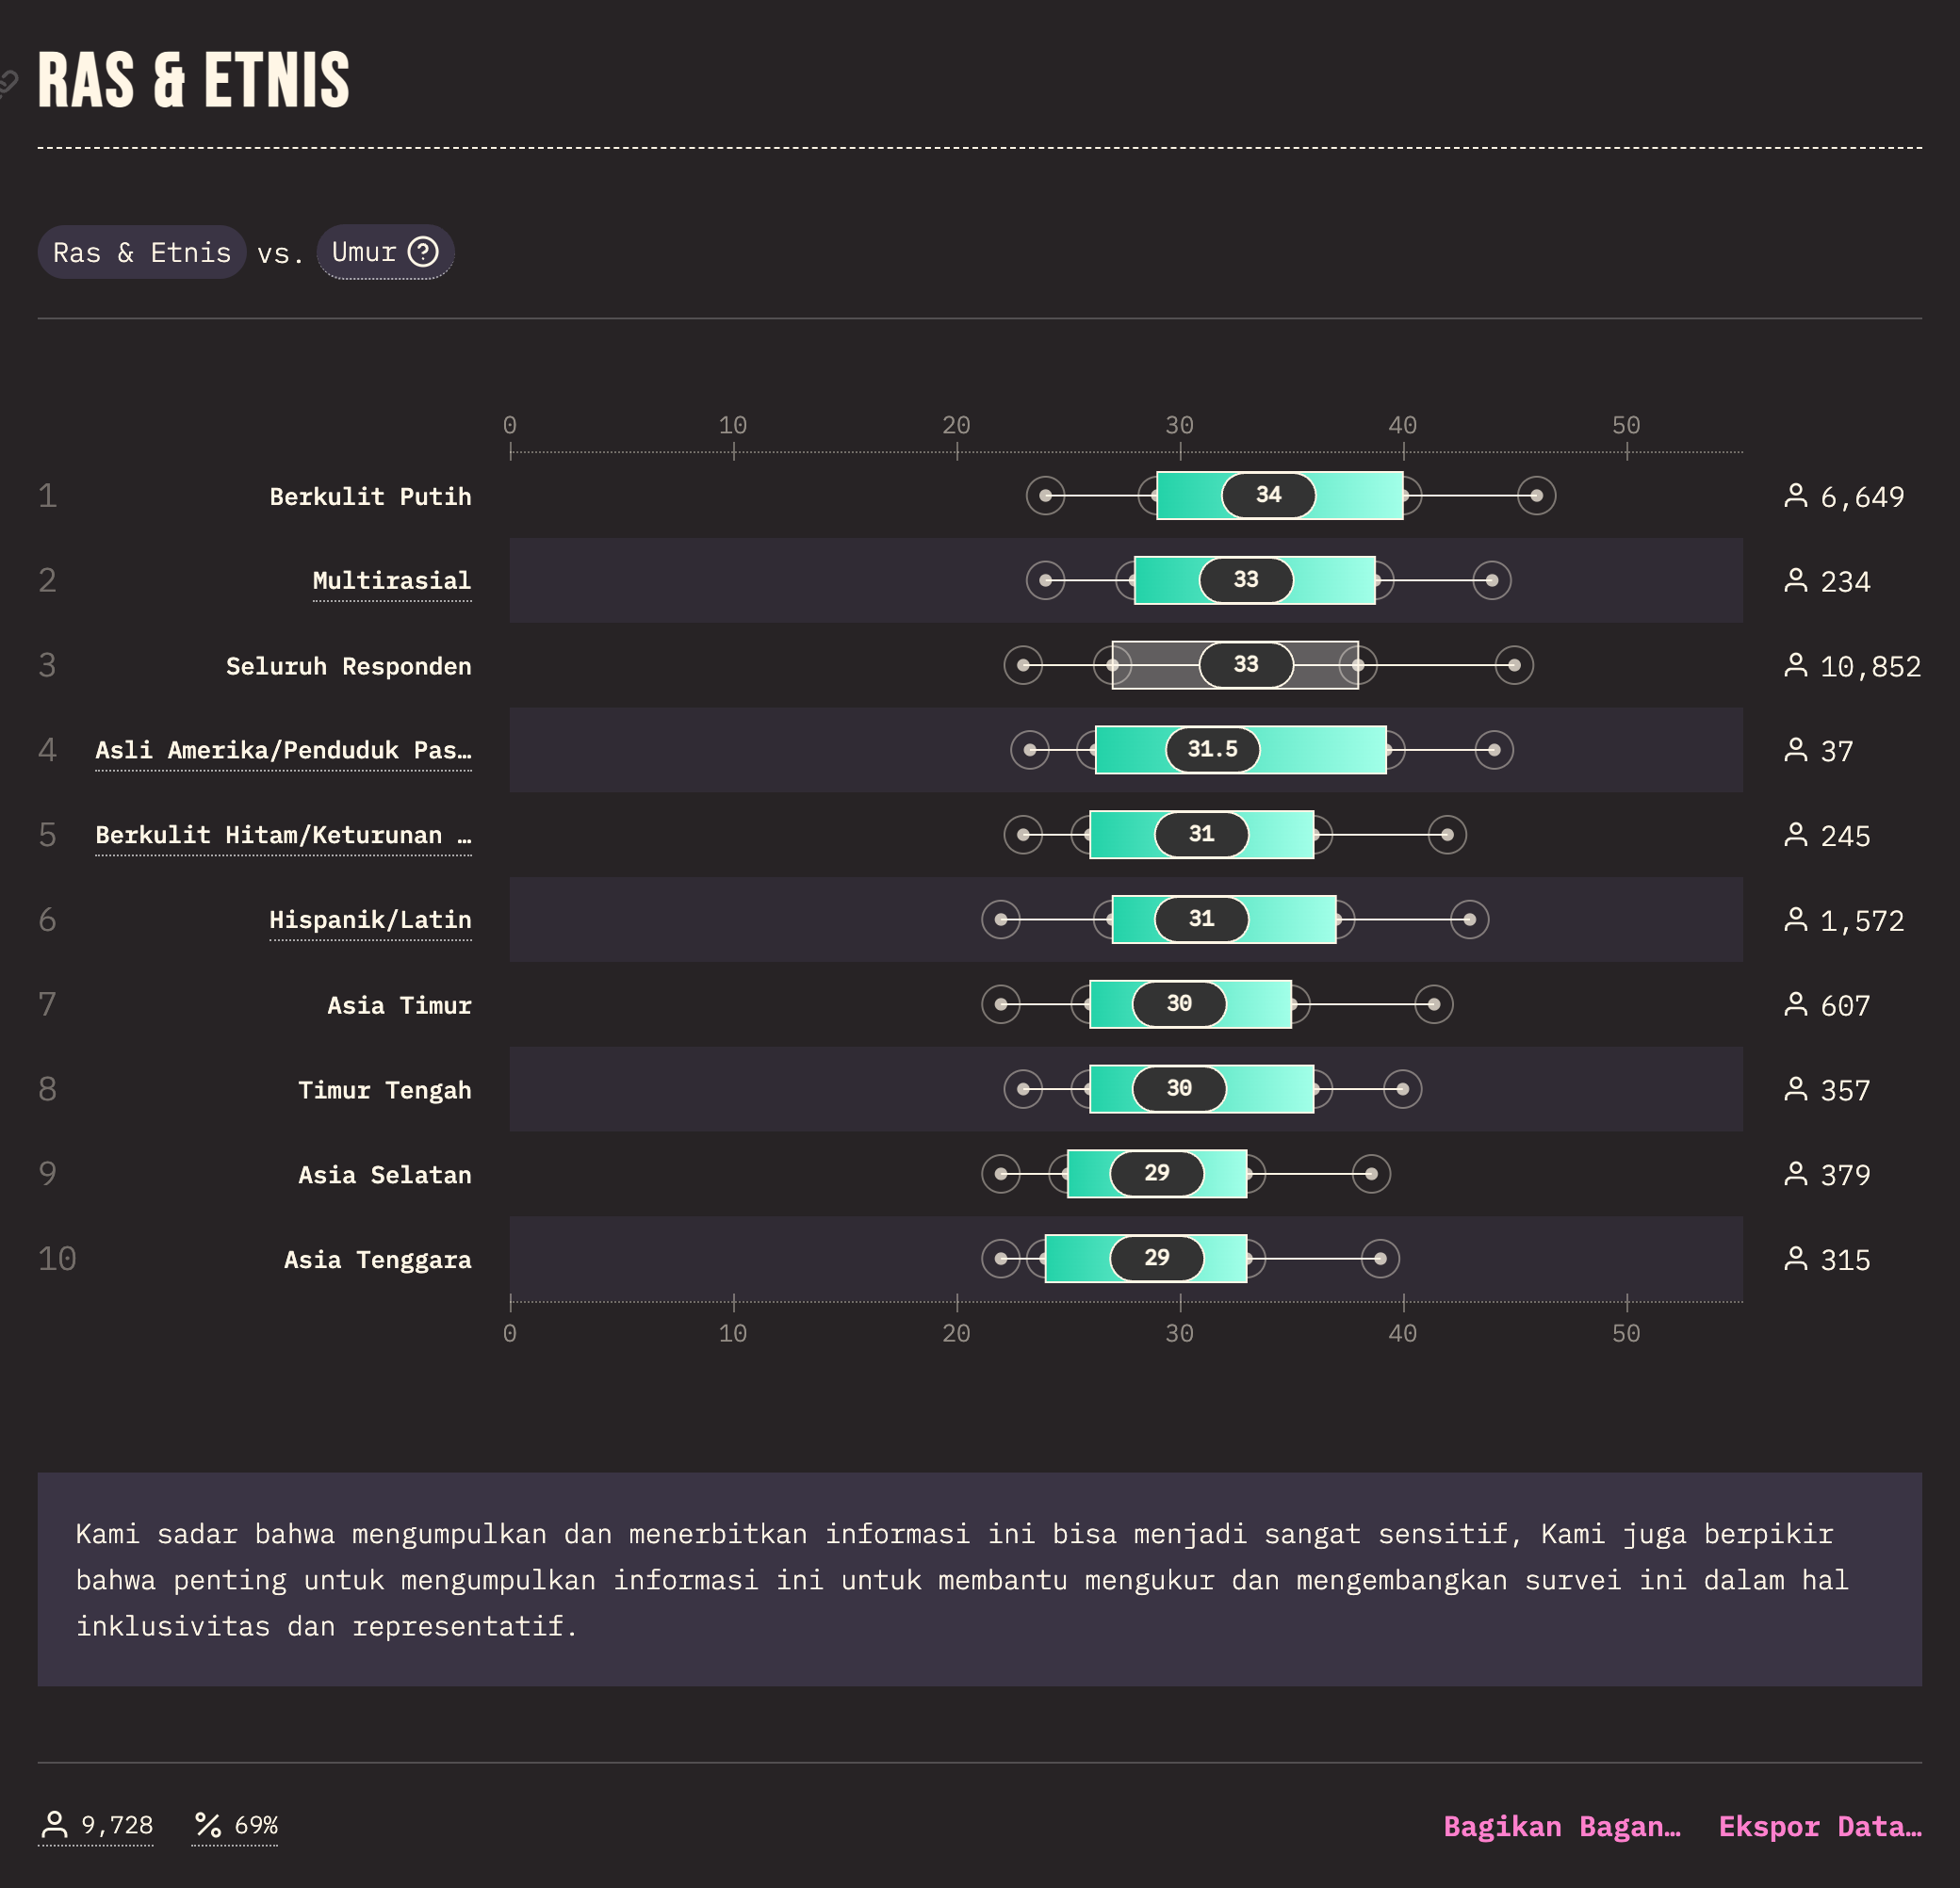 RAS & ETNIS
Ras & Etnis vs. Umur
0 10 20 30 40 50
1 Berkulit Putih 34 6,649
2 Multirasial 33 234
3 Seluruh Responden 33 10,852
4 Asli Amerika/Penduduk Pas… 31.5 37
5 Berkulit Hitam/Keturunan … 31 245
6 Hispanik/Latin 31 1,572
7 Asia Timur 30 607
8 Timur Tengah 30 357
9 Asia Selatan 29 379
10 Asia Tenggara 29 315
0 10 20 30 40 50
Kami sadar bahwa mengumpulkan dan menerbitkan informasi ini bisa menjadi sangat sensitif, Kami juga berpikir
bahwa penting untuk mengumpulkan informasi ini untuk membantu mengukur dan mengembangkan survei ini dalam hal
inklusivitas dan representatif.
9,728 69% Bagikan Bagan… Ekspor Data…